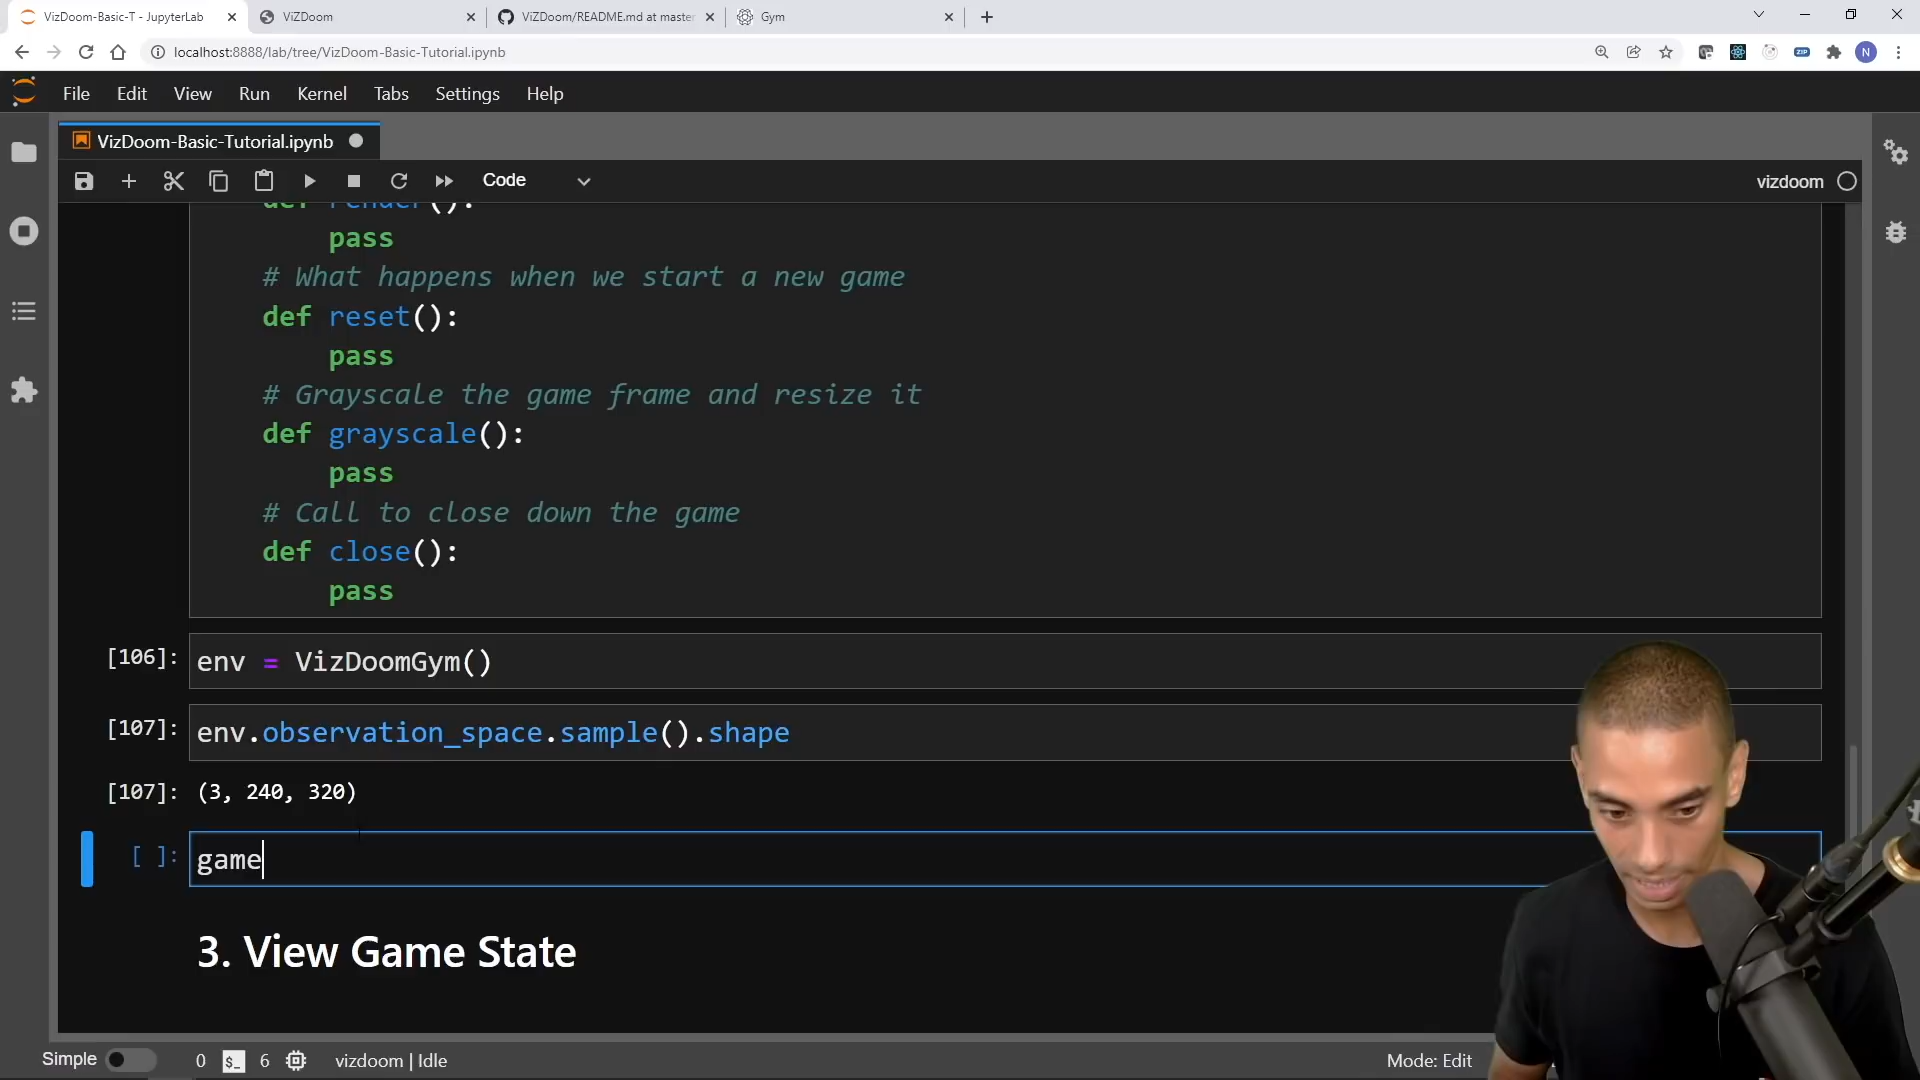 VizDoom-Basic-T - JupyterLab
ViZDoom
ViZDoom/README.md at master
Gym
localhost:8888/lab/tree/VizDoom-Basic-Tutorial.ipynb
ZIP
N
File Edit View Run Kernel Tabs Settings Help
VizDoom-Basic-Tutorial.ipynb
Code
vizdoom
def render():
pass
# What happens when we start a new game
def reset():
pass
# Grayscale the game frame and resize it
def grayscale():
pass
# Call to close down the game
def close():
pass
[106]: env = VizDoomGym()
[107]: env.observation_space.sample().shape
[107]: (3, 240, 320)
[ ]: game
3. View Game State
Simple 0 $_ 6 vizdoom | Idle Mode: Edit